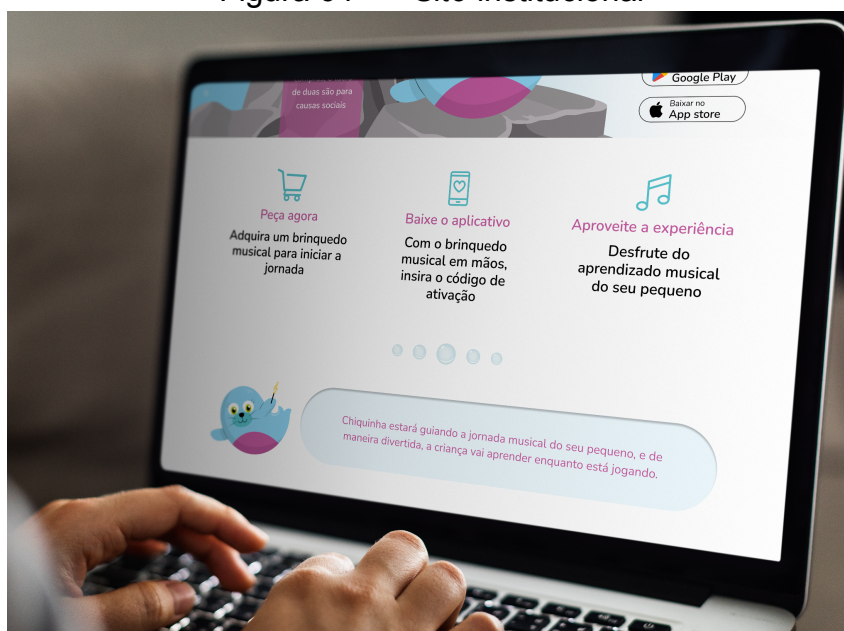 Site institucional
de duas são para
causas sociais
Google Play
Baixar no
App store
Peça agora
Adquira um brinquedo
musical para iniciar a
jornada
Baixe o aplicativo
Com o brinquedo
musical em mãos,
insira o código de
ativação
Aproveite a experiência
Desfrute do
aprendizado musical
do seu pequeno
Chiquinha estará guiando a jornada musical do seu pequeno, e de
maneira divertida, a criança vai aprender enquanto está jogando.